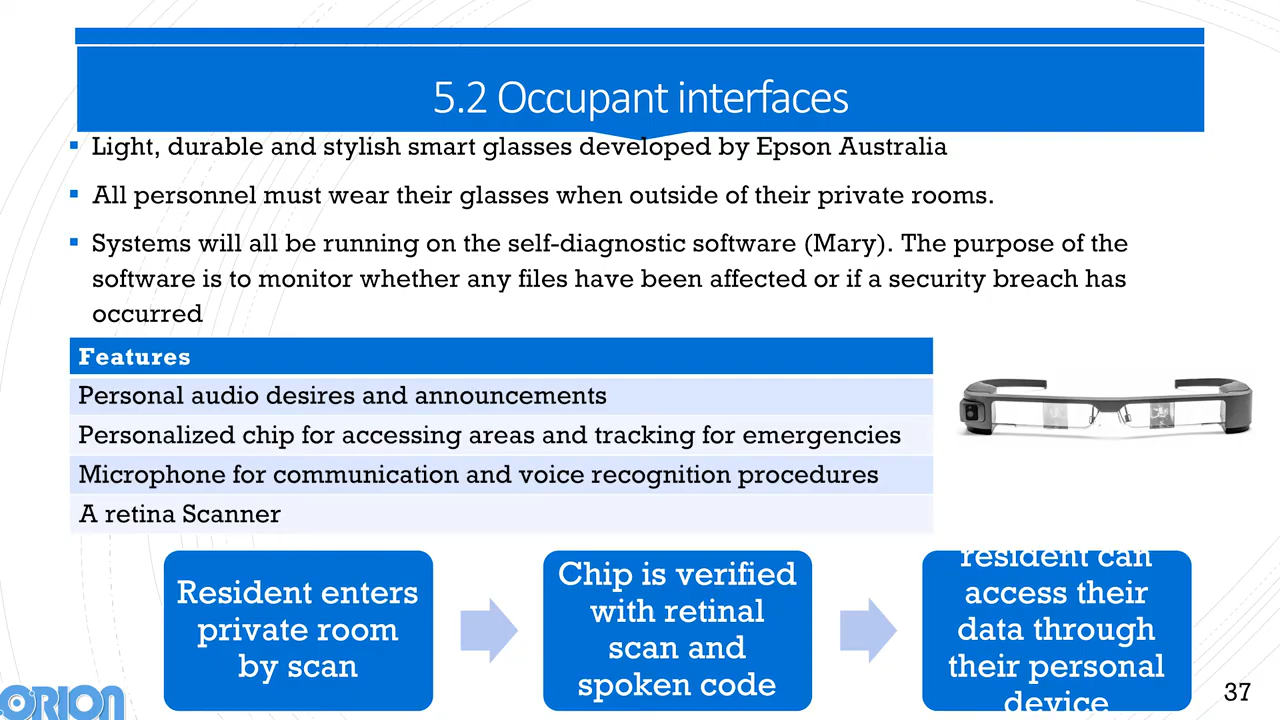 5.2 Occupant interfaces
▪ Light, durable and stylish smart glasses developed by Epson Australia
▪ All personnel must wear their glasses when outside of their private rooms.
▪ Systems will all be running on the self-diagnostic software (Mary). The purpose of the
software is to monitor whether any files have been affected or if a security breach has
occurred
Features
Personal audio desires and announcements
Personalized chip for accessing areas and tracking for emergencies
Microphone for communication and voice recognition procedures
A retina Scanner
Resident enters
private room
by scan
Chip is verified
with retinal
scan and
spoken code
resident can
access their
data through
their personal
device
ORION
37